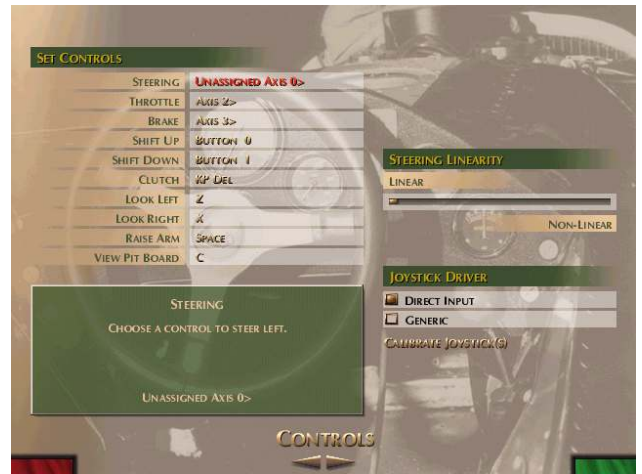 SET CONTROLS
STEERING UNASSIGNED AXIS 0>
THROTTLE AXIS 2>
BRAKE AXIS 3>
SHIFT UP BUTTON 0
SHIFT DOWN BUTTON 1
CLUTCH KP DEL
LOOK LEFT Z
LOOK RIGHT X
RAISE ARM SPACE
VIEW PIT BOARD C
STEERING
CHOOSE A CONTROL TO STEER LEFT.
UNASSIGNED AXIS 0>
STEERING LINEARITY
LINEAR
NON-LINEAR
JOYSTICK DRIVER
DIRECT INPUT
GENERIC
CALIBRATE JOYSTICK(S)
CONTROLS